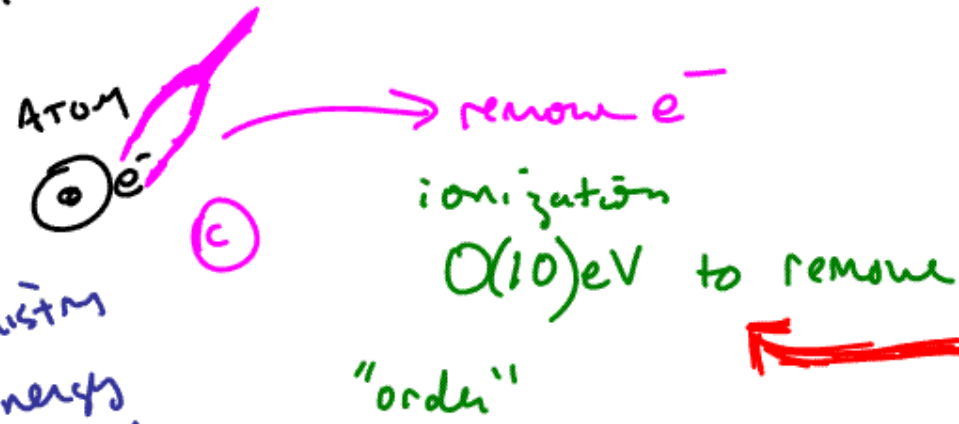 ATOM
remove e⁻
e⁻
ionization
C
O(10)eV to remove
"order"